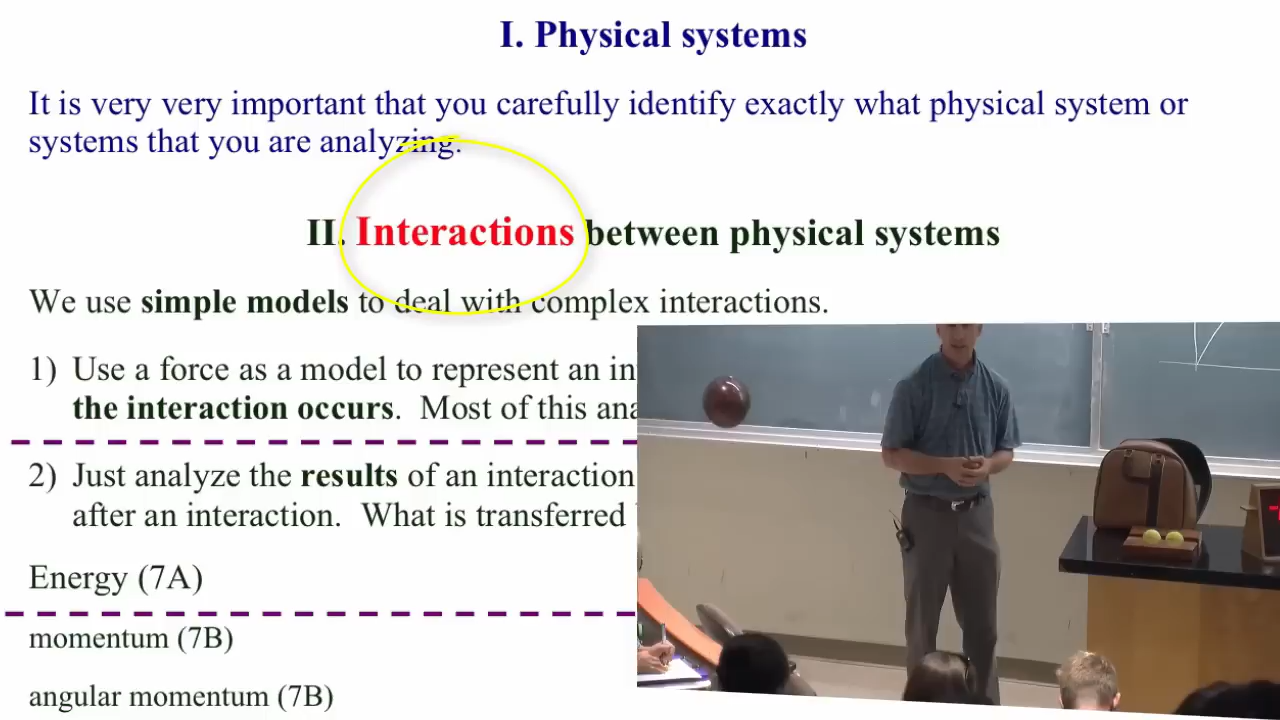 I. Physical systems
It is very very important that you carefully identify exactly what physical system or
systems that you are analyzing.
II. Interactions between physical systems
We use simple models to deal with complex interactions.
1) Use a force as a model to represent an in
the interaction occurs. Most of this ana
2) Just analyze the results of an interaction
after an interaction. What is transferred
Energy (7A)
momentum (7B)
angular momentum (7B)